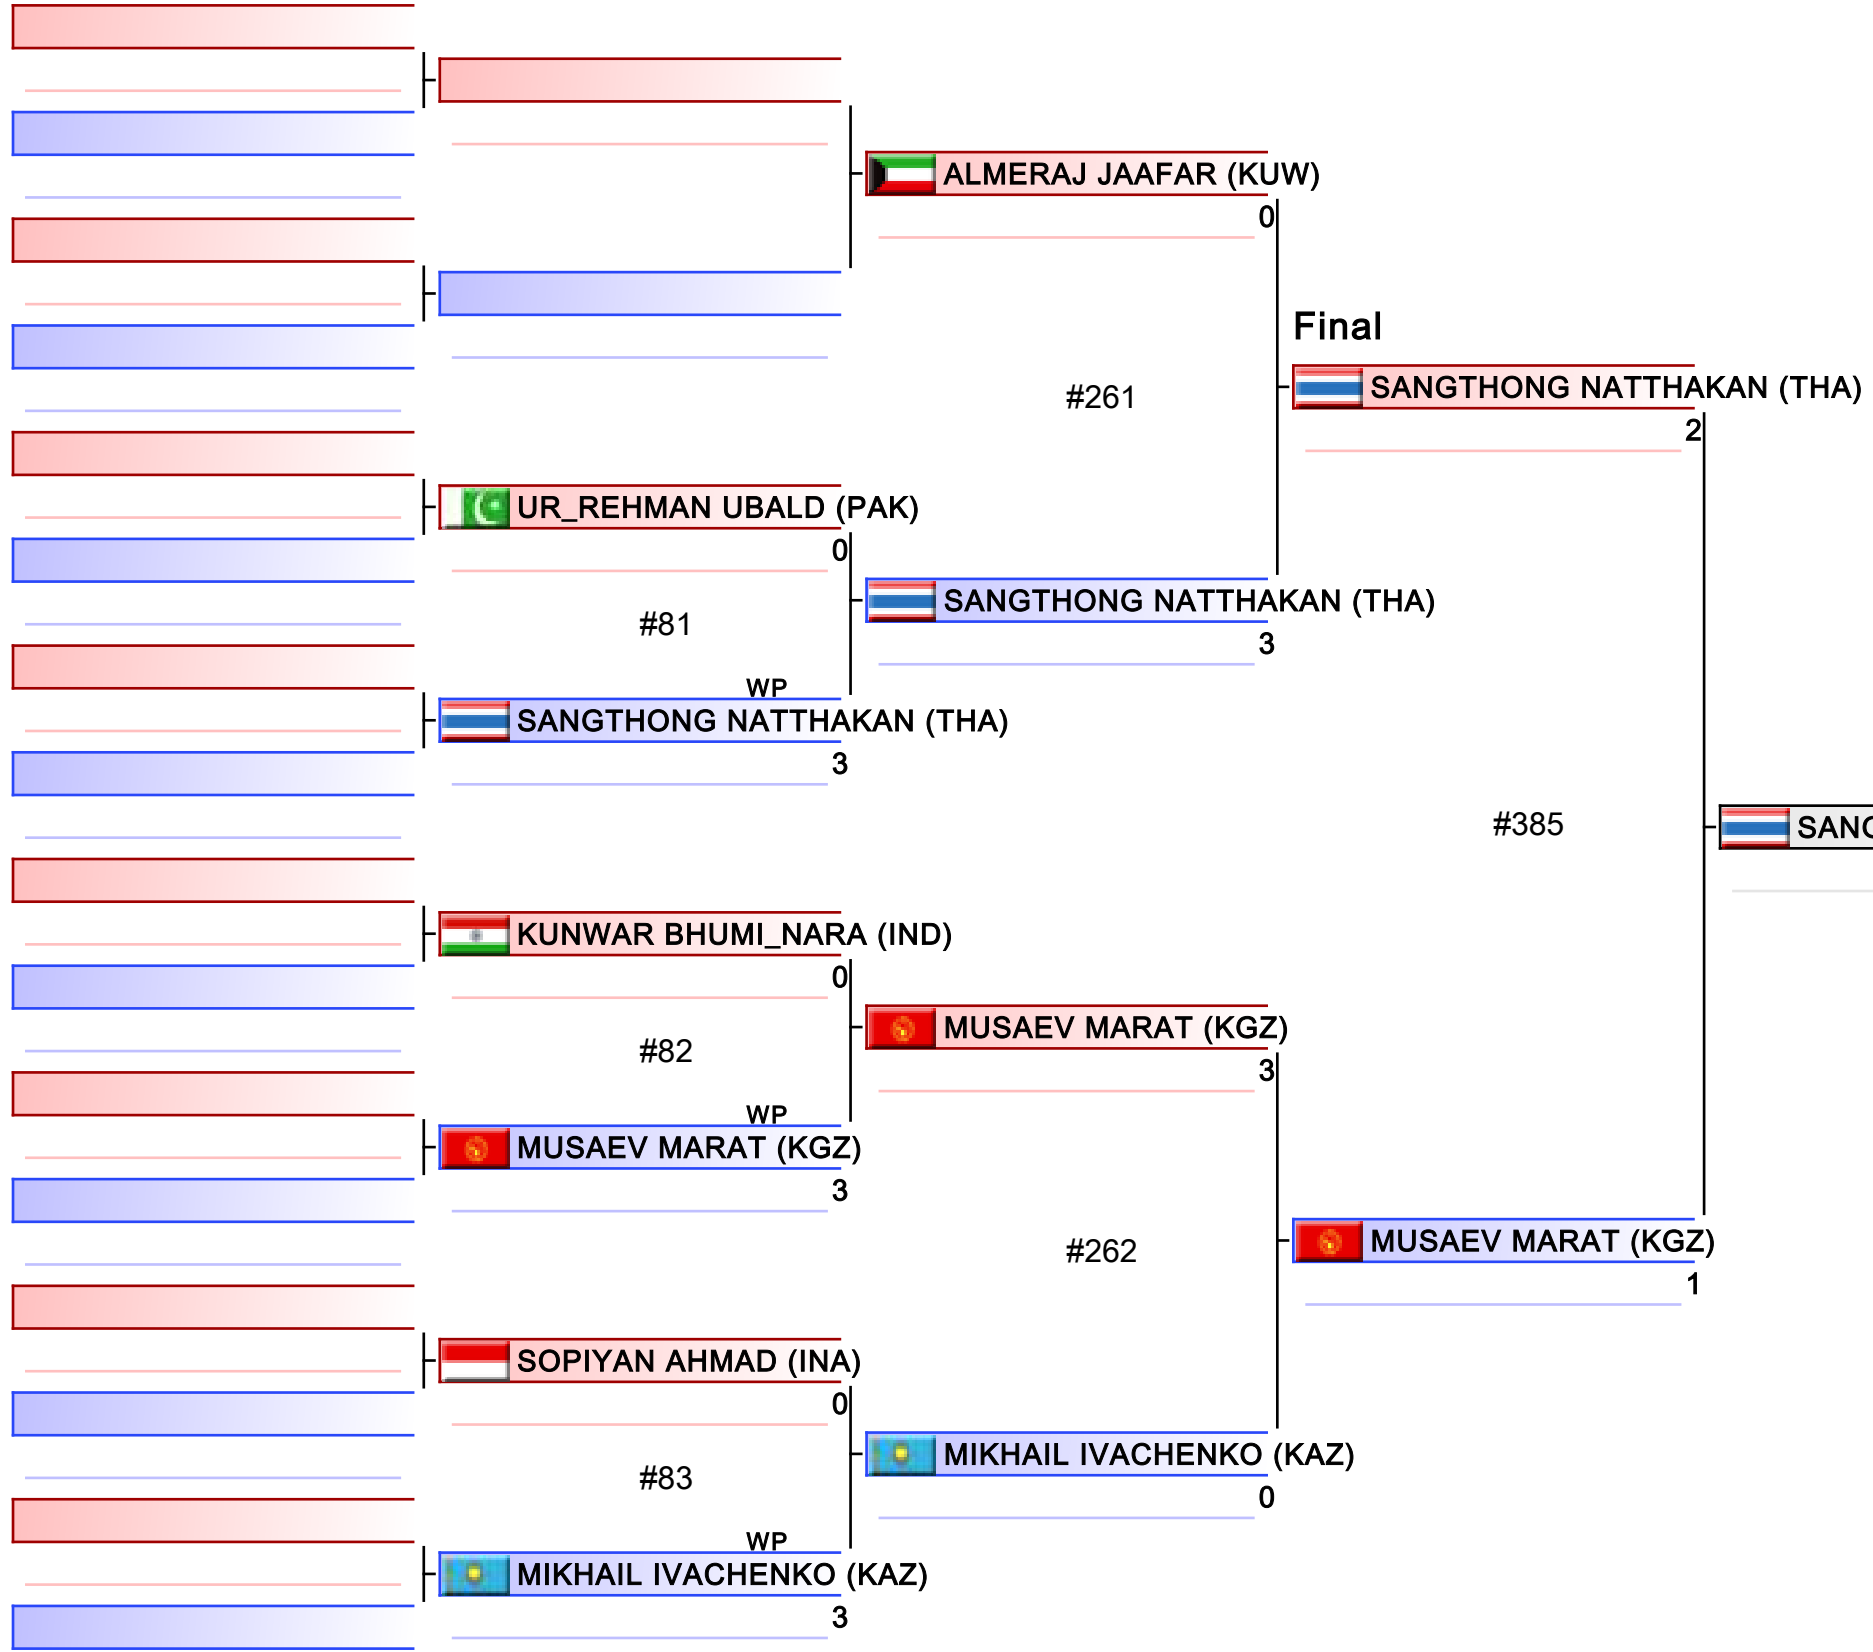 ALMERAJ JAAFAR (KUW)
0
Final
#261
SANGTHONG NATTHAKAN (THA)
2
UR_REHMAN UBALD (PAK)
0
SANGTHONG NATTHAKAN (THA)
#81
3
WP
SANGTHONG NATTHAKAN (THA)
3
#385
SANG
KUNWAR BHUMI_NARA (IND)
0
MUSAEV MARAT (KGZ)
#82
3
WP
MUSAEV MARAT (KGZ)
3
#262
MUSAEV MARAT (KGZ)
1
SOPIYAN AHMAD (INA)
0
MIKHAIL IVACHENKO (KAZ)
#83
0
WP
MIKHAIL IVACHENKO (KAZ)
3